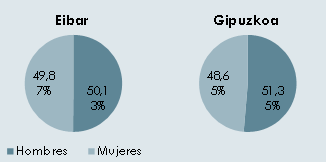 Eibar
Gipuzkoa
49,8
7%
50,1
3%
48,6
5%
51,3
5%
Hombres
Mujeres